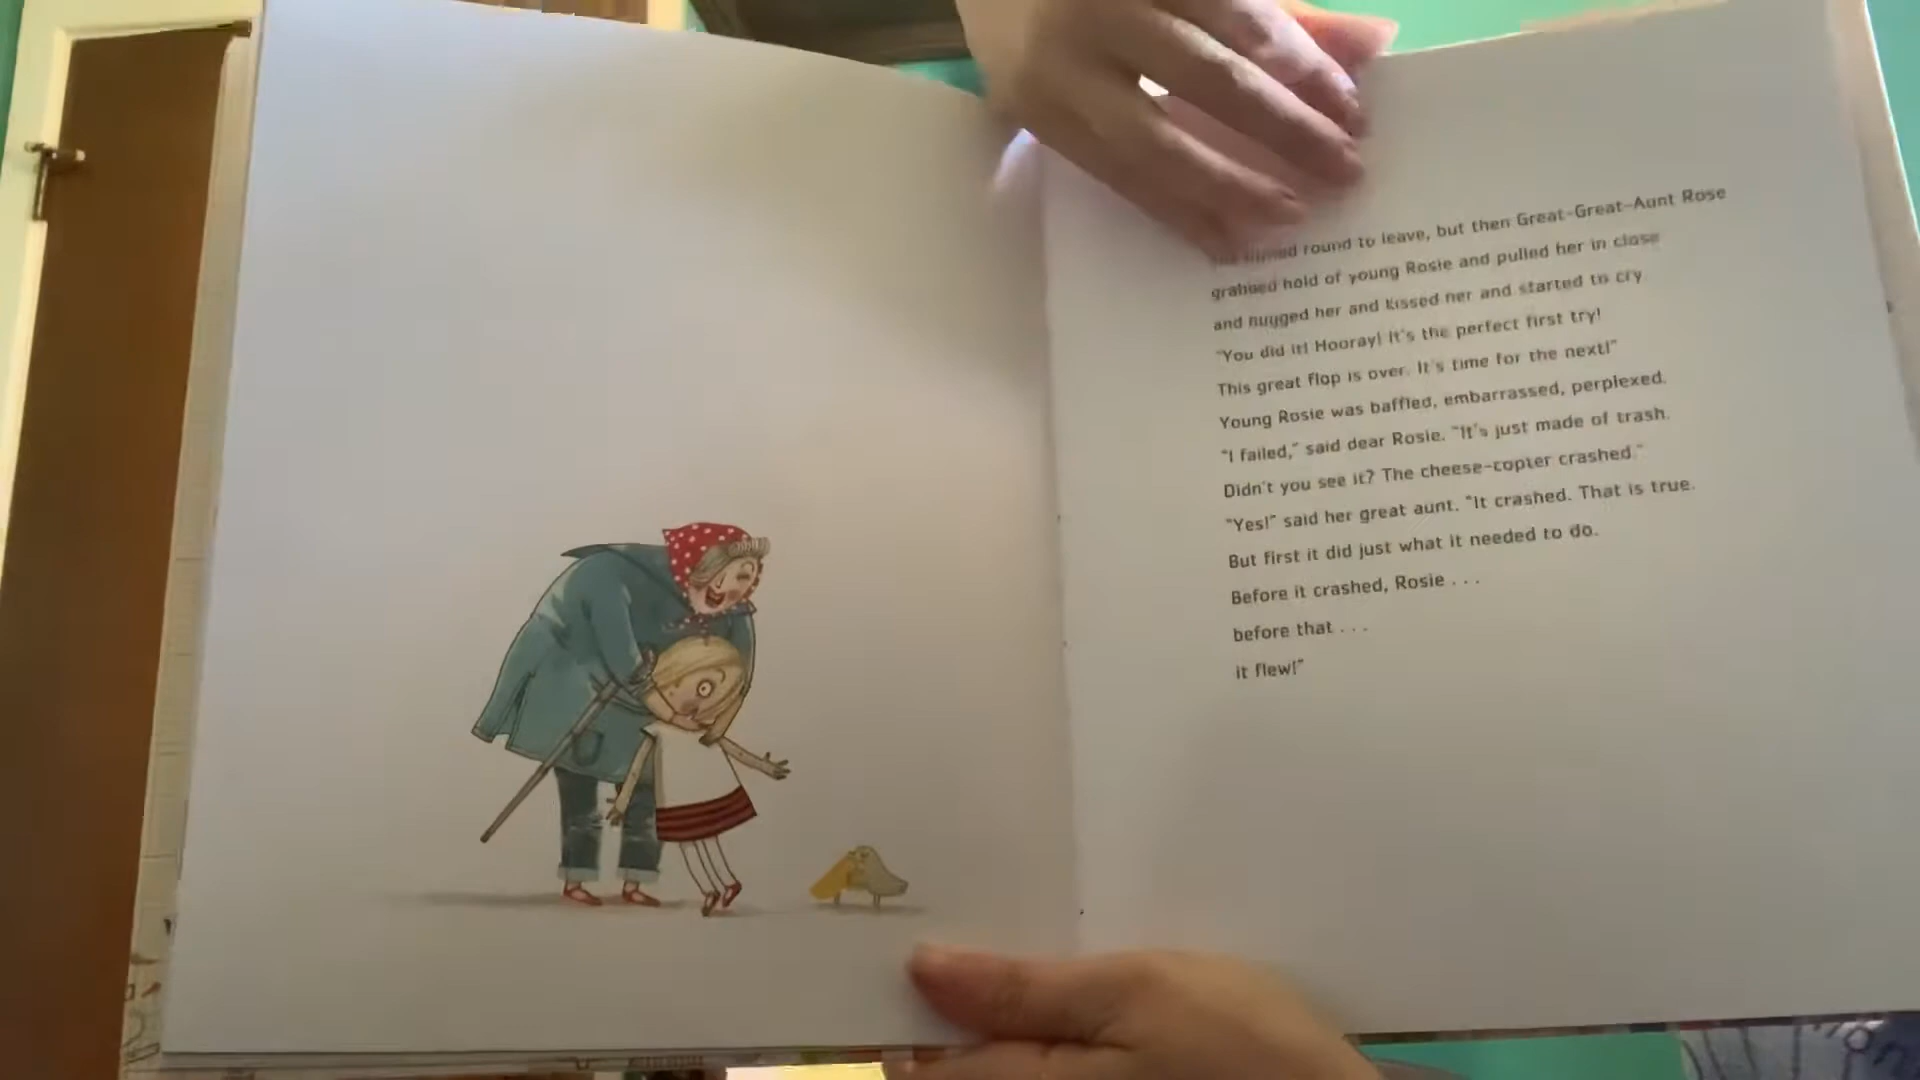 round to leave, but then Great-Great-Aunt Rose
grabbed hold of young Rosie and pulled her in close
and hugged her and kissed her and started to cry.
"You did it! Hooray! It's the perfect first try!
This great flop is over. It's time for the next!"
Young Rosie was baffled, embarrassed, perplexed.
"I failed," said dear Rosie. "It's just made of trash.
Didn't you see it? The cheese-copter crashed."
"Yes!" said her great aunt. "It crashed. That is true.
But first it did just what it needed to do.
Before it crashed, Rosie . . .
before that . . .
it flew!"